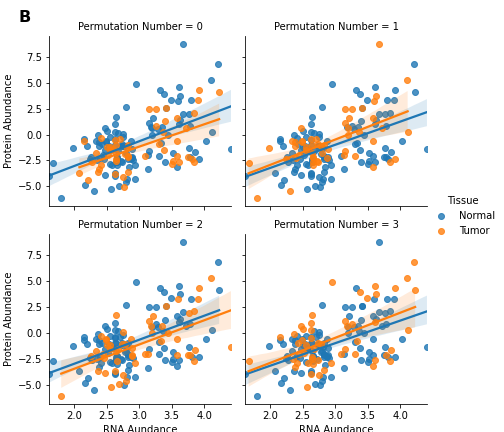 B
Permutation Number = 0
Permutation Number = 1
7.5
5.0
2.5
0.0
−2.5
−5.0
Protein Abundance
Tissue
Normal
Tumor
Permutation Number = 2
Permutation Number = 3
7.5
5.0
2.5
0.0
−2.5
−5.0
Protein Abundance
2.0 2.5 3.0 3.5 4.0
2.0 2.5 3.0 3.5 4.0
RNA Aundance
RNA Aundance